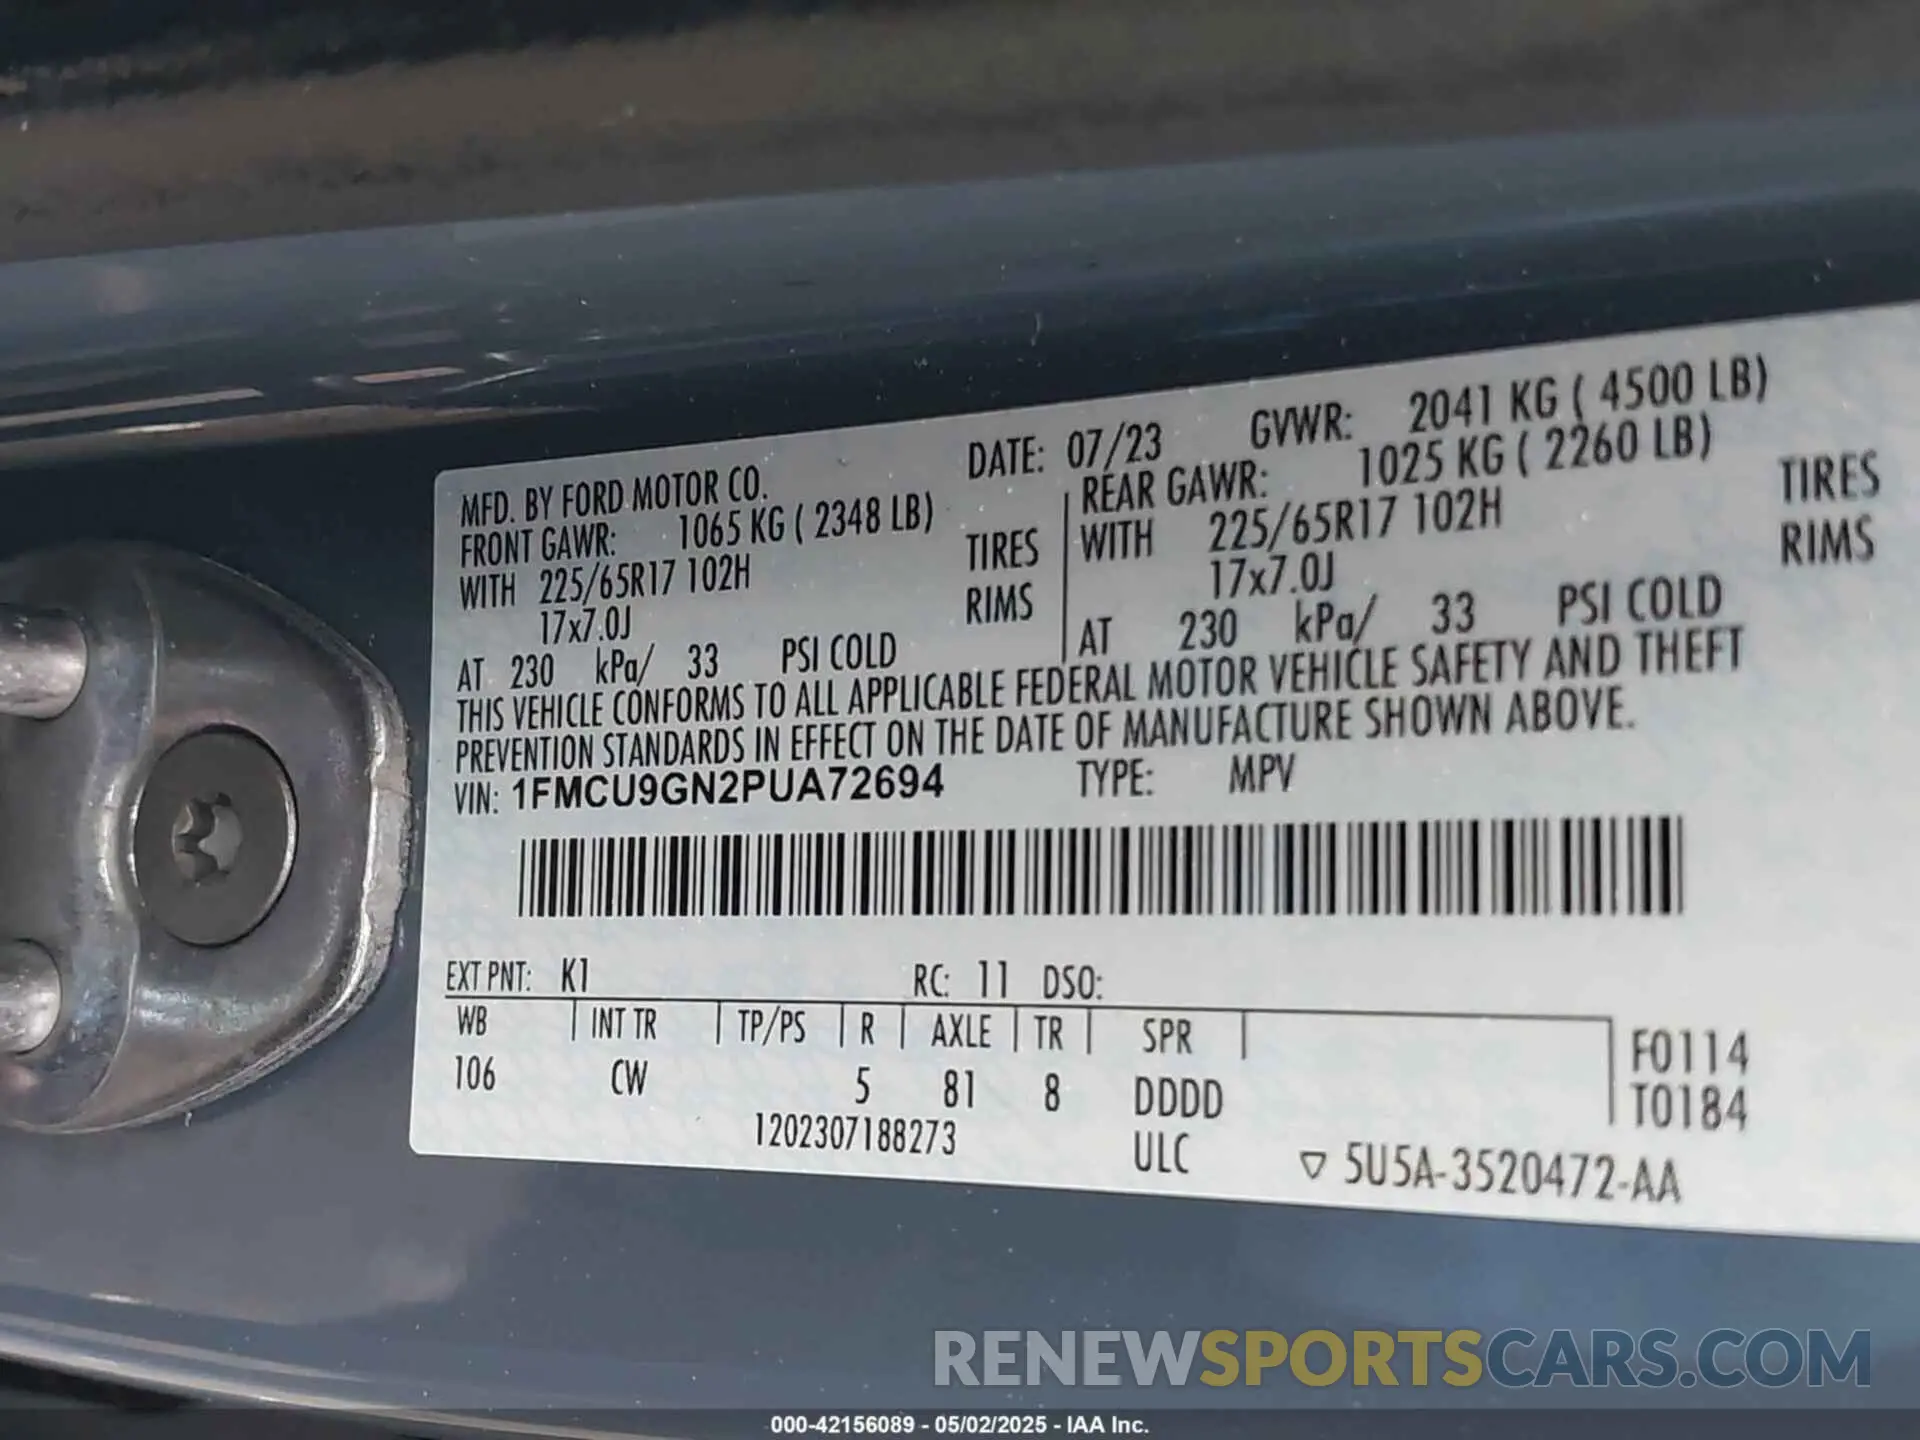 MFD. BY FORD MOTOR CO.
DATE: 07/23 GVWR: 2041 KG ( 4500 LB)
FRONT GAWR: 1065 KG ( 2348 LB)
REAR GAWR: 1025 KG ( 2260 LB)
WITH 225/65R17 102H TIRES
WITH 225/65R17 102H TIRES
17x7.0J RIMS
17x7.0J RIMS
AT 230 kPa/ 33 PSI COLD
AT 230 kPa/ 33 PSI COLD
THIS VEHICLE CONFORMS TO ALL APPLICABLE FEDERAL MOTOR VEHICLE SAFETY AND THEFT
PREVENTION STANDARDS IN EFFECT ON THE DATE OF MANUFACTURE SHOWN ABOVE.
VIN: 1FMCU9GN2PUA72694 TYPE: MPV
EXT PNT: K1 RC: 11 DSO:
WB INT TR TP/PS R AXLE TR SPR F0114
106 CW 5 81 8 DDDD T0184
1202307188273 ULC 5U5A-3520472-AA
RENEWSPORTSCARS.COM
000-42156089 - 05/02/2025 - IAA Inc.